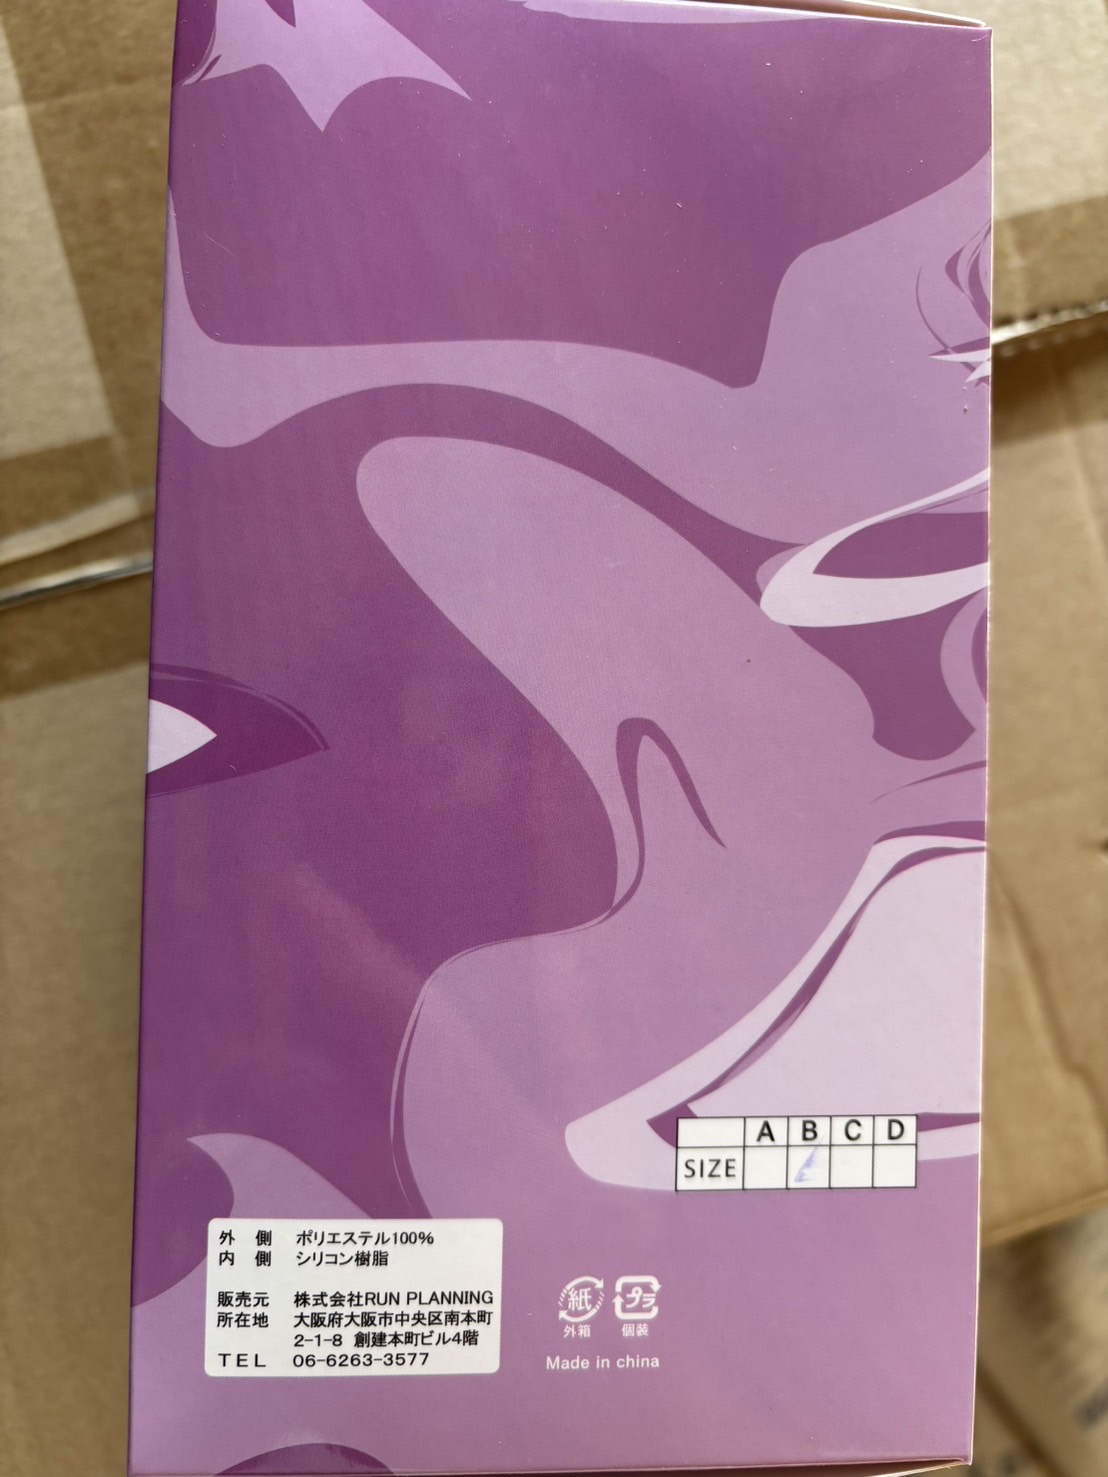 A B C D
SIZE
外 側 ポリエステル100%
内 側 シリコン樹脂
販売元 株式会社RUN PLANNING
所在地 大阪府大阪市中央区南本町
2-1-8 創建本町ビル4階
TEL 06-6263-3577
紙 プラ
外箱 個装
Made in china